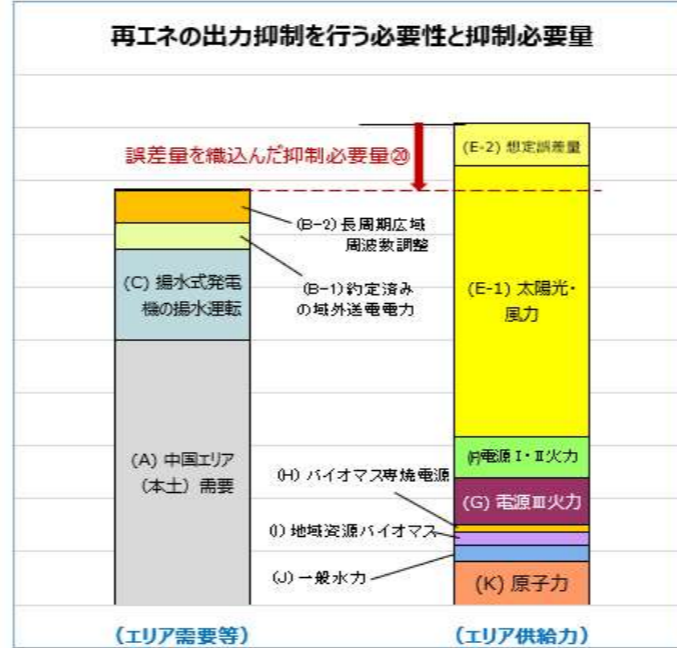 再エネの出力抑制を行う必要性と抑制必要量
誤差量を織込んだ抑制必要量⑳
(E-2) 想定誤差量
(B-2) 長周期広域
周波数調整
(C) 揚水式発電
機の揚水運転
(B-1) 約定済み
の域外送電電力
(E-1) 太陽光・
風力
(A) 中国エリア
（本土）需要
(F)電源Ⅰ・Ⅱ火力
(H) バイオマス専焼電源
(G) 電源Ⅲ火力
(I) 地域資源バイオマス
(J) 一般水力
(K) 原子力
（エリア需要等）
（エリア供給力）